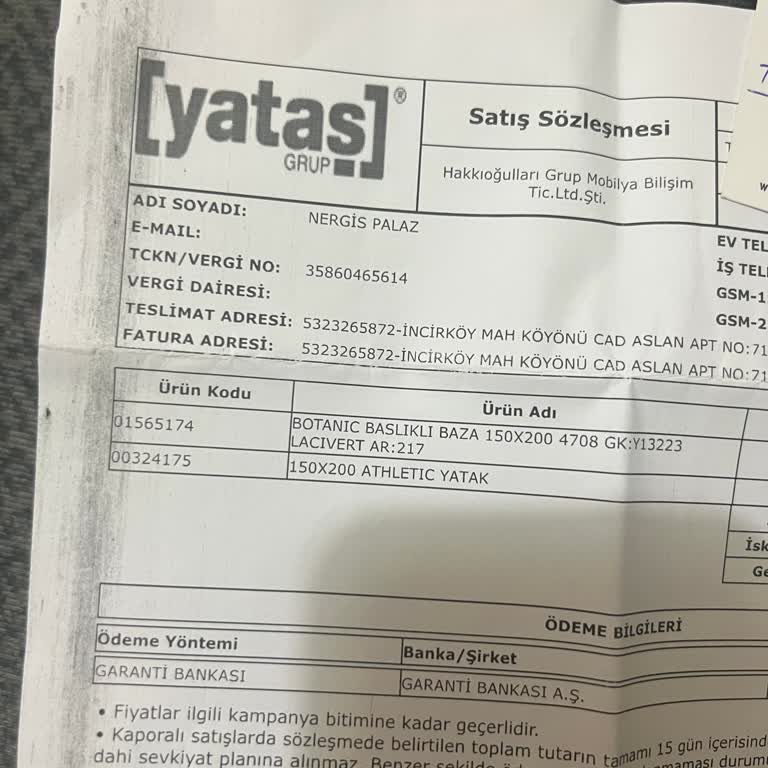 [yataş]®
GRUP
Satış Sözleşmesi
Hakkıoğulları Grup Mobilya Bilişim
Tic.Ltd.Şti.
ADI SOYADI: NERGİS PALAZ
E-MAIL:
TCKN/VERGİ NO: 35860465614
VERGİ DAİRESİ:
TESLİMAT ADRESİ: 5323265872-İNCİRKÖY MAH KÖYÖNÜ CAD ASLAN APT NO:71
FATURA ADRESİ: 5323265872-İNCİRKÖY MAH KÖYÖNÜ CAD ASLAN APT NO:71
EV TEL
İŞ TEL
GSM-1
GSM-2
Ürün Kodu Ürün Adı
01565174 BOTANIC BASLIKLI BAZA 150X200 4708 GK:Y13223
LACIVERT AR:217
00324175 150X200 ATHLETIC YATAK
İsk
Ge
ÖDEME BİLGİLERİ
Ödeme Yöntemi Banka/Şirket
GARANTİ BANKASI GARANTİ BANKASI A.Ş.
• Fiyatlar ilgili kampanya bitimine kadar geçerlidir.
• Kaporalı satışlarda sözleşmede belirtilen toplam tutarın tamamı 15 gün içerisind
dahi sevkiyat planına alınmaz. Benzer şekilde